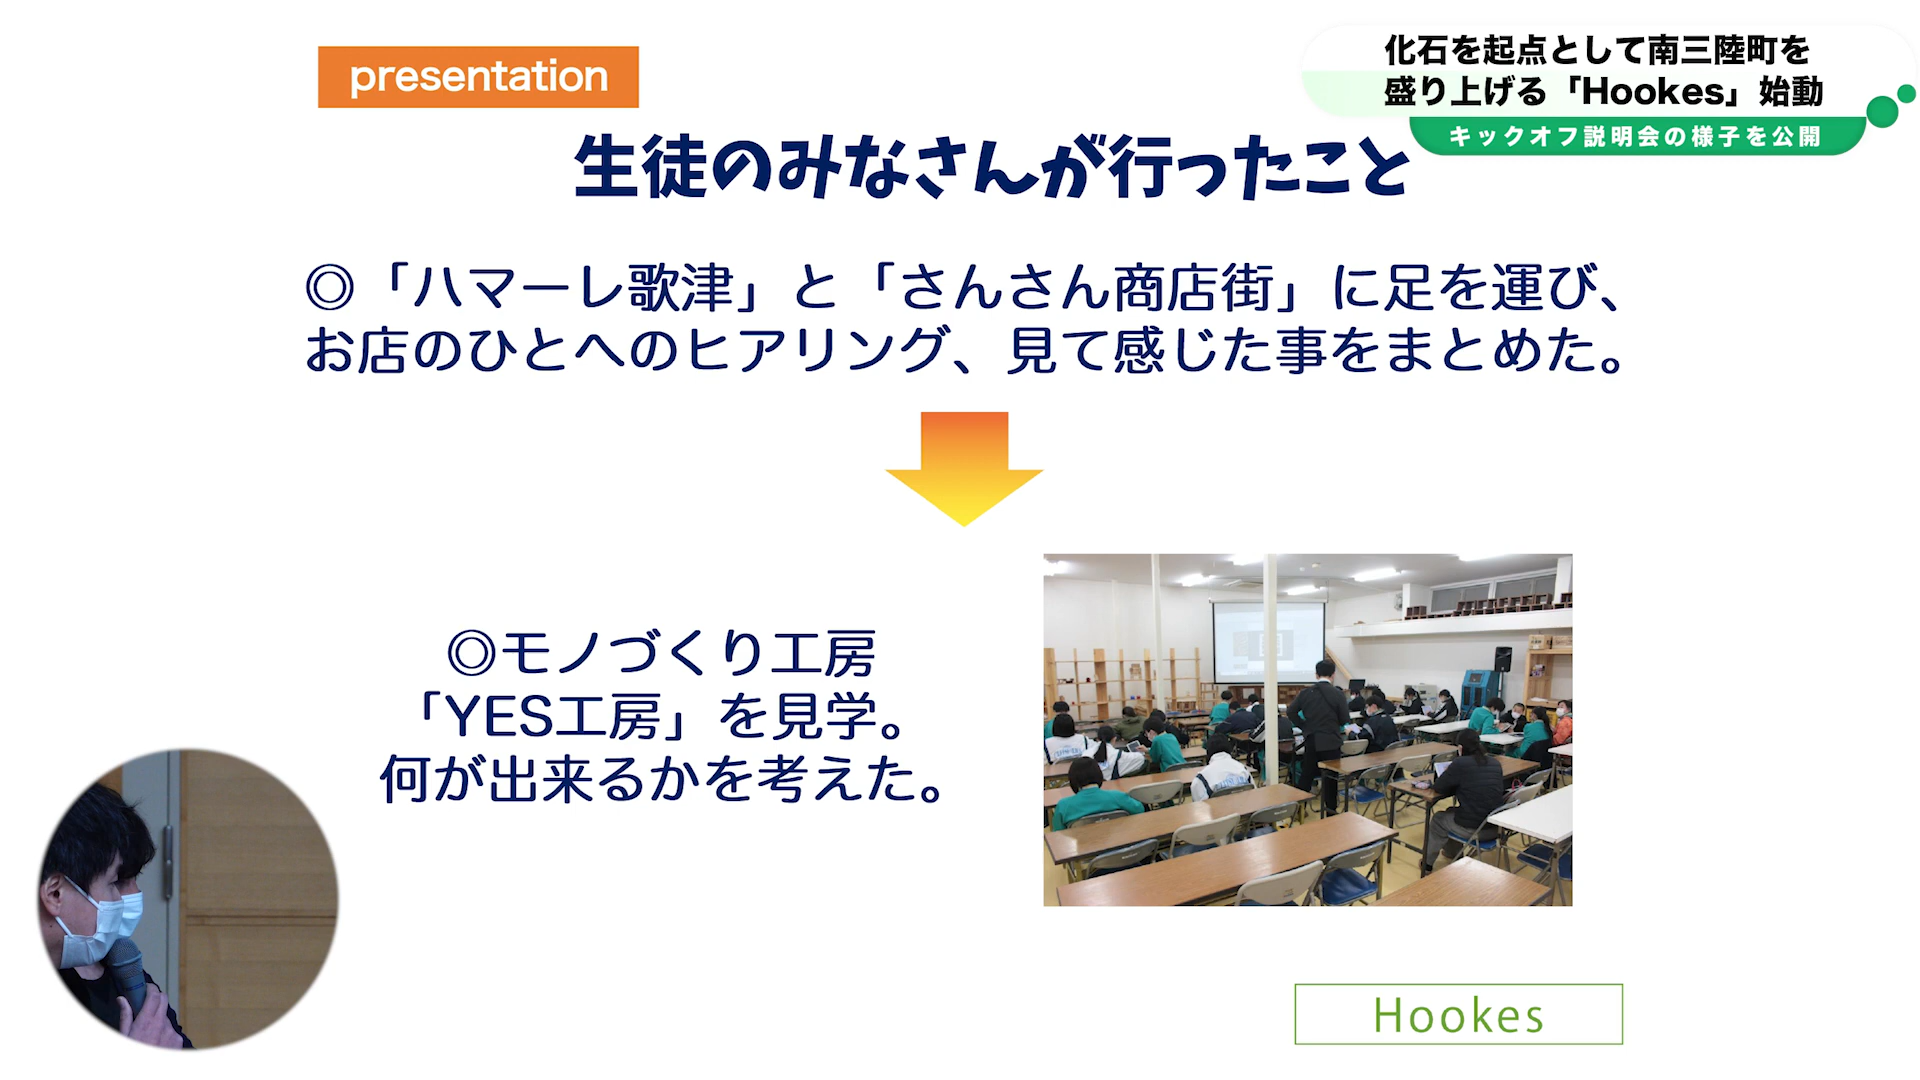 presentation
化石を起点として南三陸町を
盛り上げる「Hookes」始動
キックオフ説明会の様子を公開
生徒のみなさんが行ったこと
◎「ハマーレ歌津」と「さんさん商店街」に足を運び、
お店のひとへのヒアリング、見て感じた事をまとめた。
◎モノづくり工房
「YES工房」を見学。
何が出来るかを考えた。
Hookes